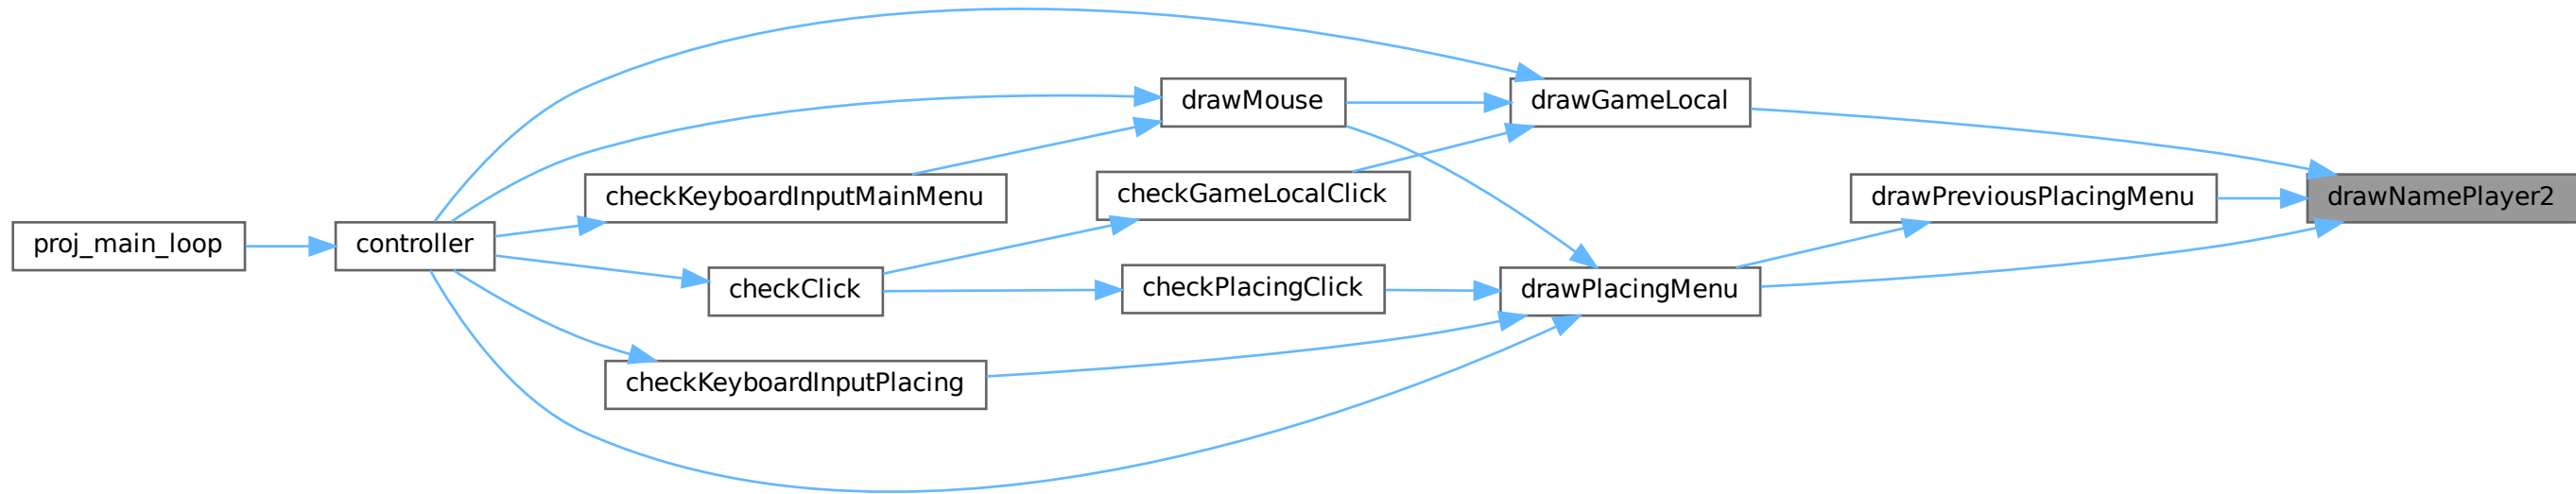 drawMouse
drawGameLocal
checkKeyboardInputMainMenu
checkGameLocalClick
drawPreviousPlacingMenu
drawNamePlayer2
proj_main_loop
controller
checkClick
checkPlacingClick
drawPlacingMenu
checkKeyboardInputPlacing